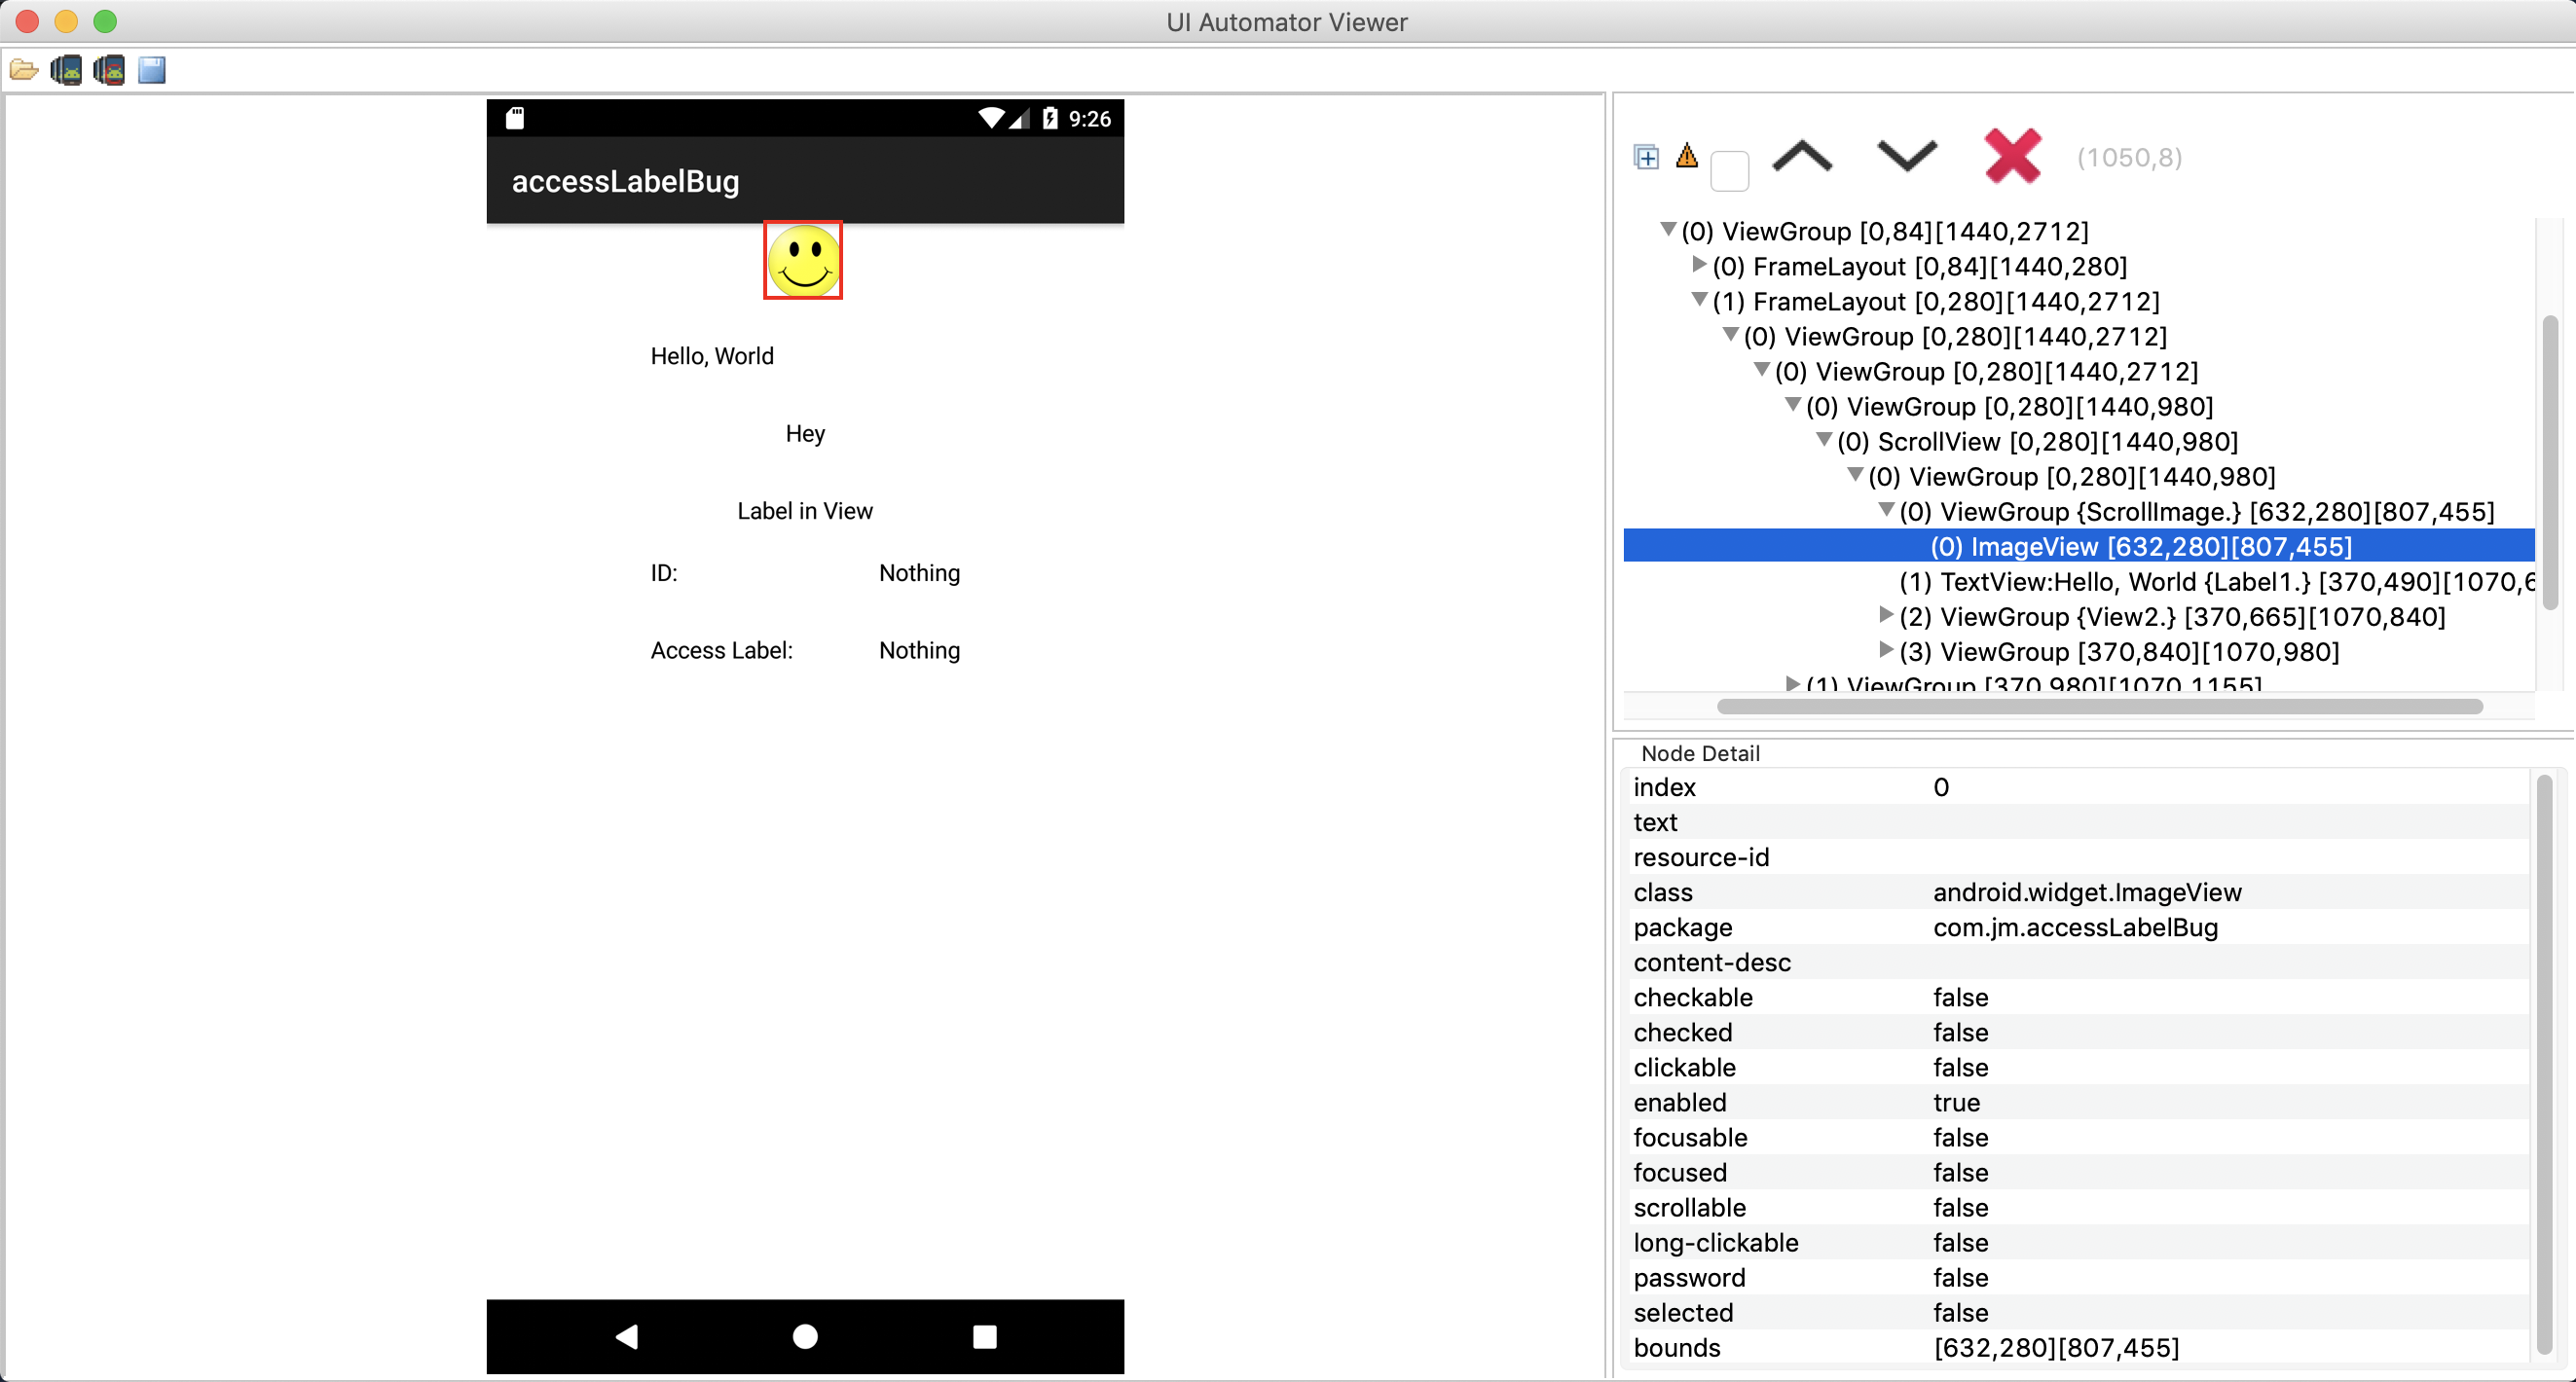 UI Automator Viewer
9:26
accessLabelBug
Hello, World
Hey
Label in View
ID: Nothing
Access Label: Nothing
(1050,8)
(0) ViewGroup [0,84][1440,2712]
(0) FrameLayout [0,84][1440,280]
(1) FrameLayout [0,280][1440,2712]
(0) ViewGroup [0,280][1440,2712]
(0) ViewGroup [0,280][1440,2712]
(0) ViewGroup [0,280][1440,980]
(0) ScrollView [0,280][1440,980]
(0) ViewGroup [0,280][1440,980]
(0) ViewGroup {ScrollImage.} [632,280][807,455]
(0) ImageView [632,280][807,455]
(1) TextView:Hello, World {Label1.} [370,490][1070,6
(2) ViewGroup {View2.} [370,665][1070,840]
(3) ViewGroup [370,840][1070,980]
(1) ViewGroup [370,980][1070,1155]
Node Detail
index 0
text
resource-id
class android.widget.ImageView
package com.jm.accessLabelBug
content-desc
checkable false
checked false
clickable false
enabled true
focusable false
focused false
scrollable false
long-clickable false
password false
selected false
bounds [632,280][807,455]